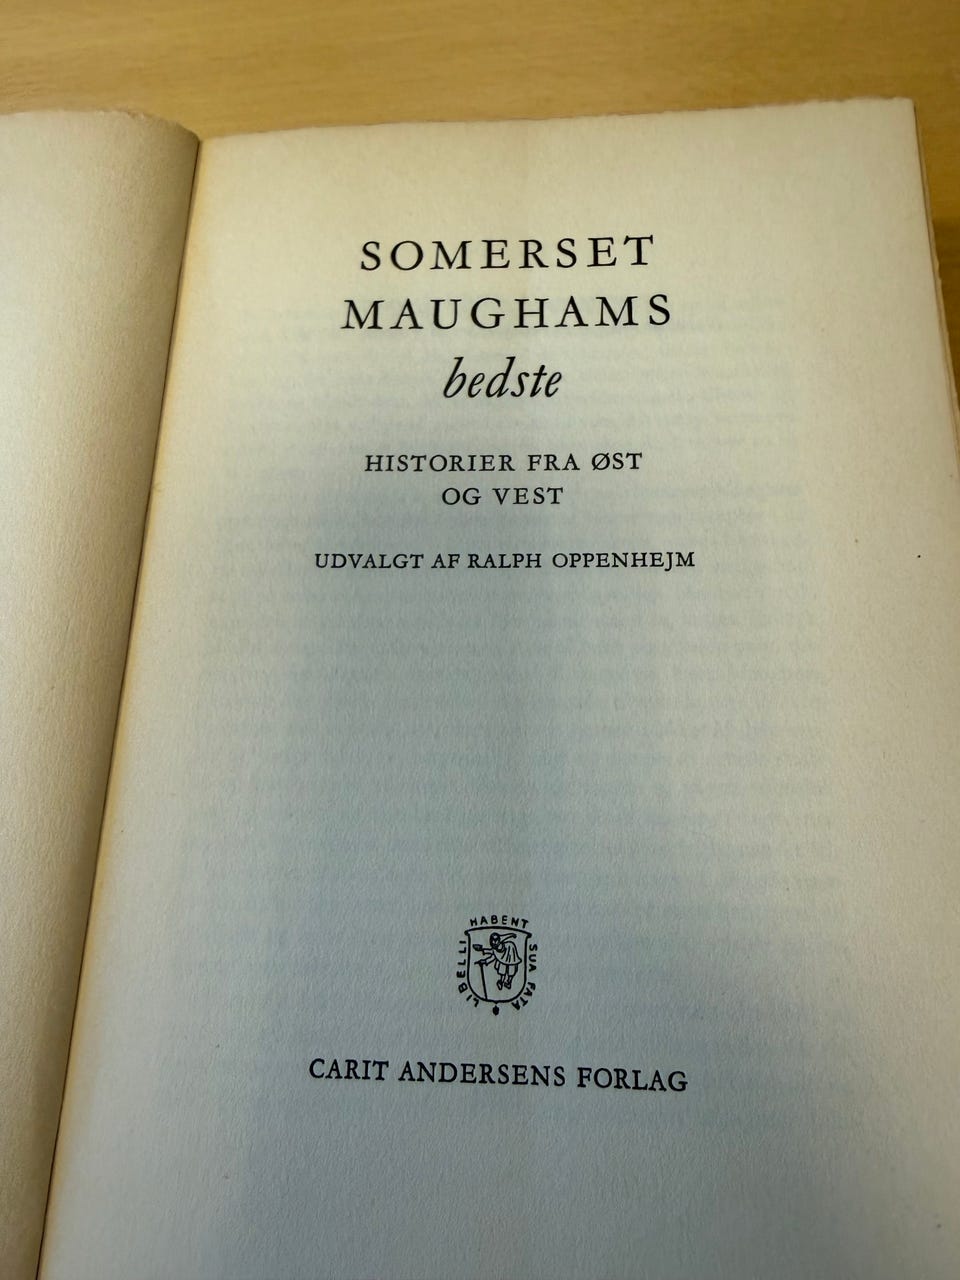 SOMERSET
MAUGHAMS
bedste
HISTORIER FRA ØST
OG VEST
UDVALGT AF RALPH OPPENHEJM
LIBELLI HABENT SUA FATA
CARIT ANDERSENS FORLAG